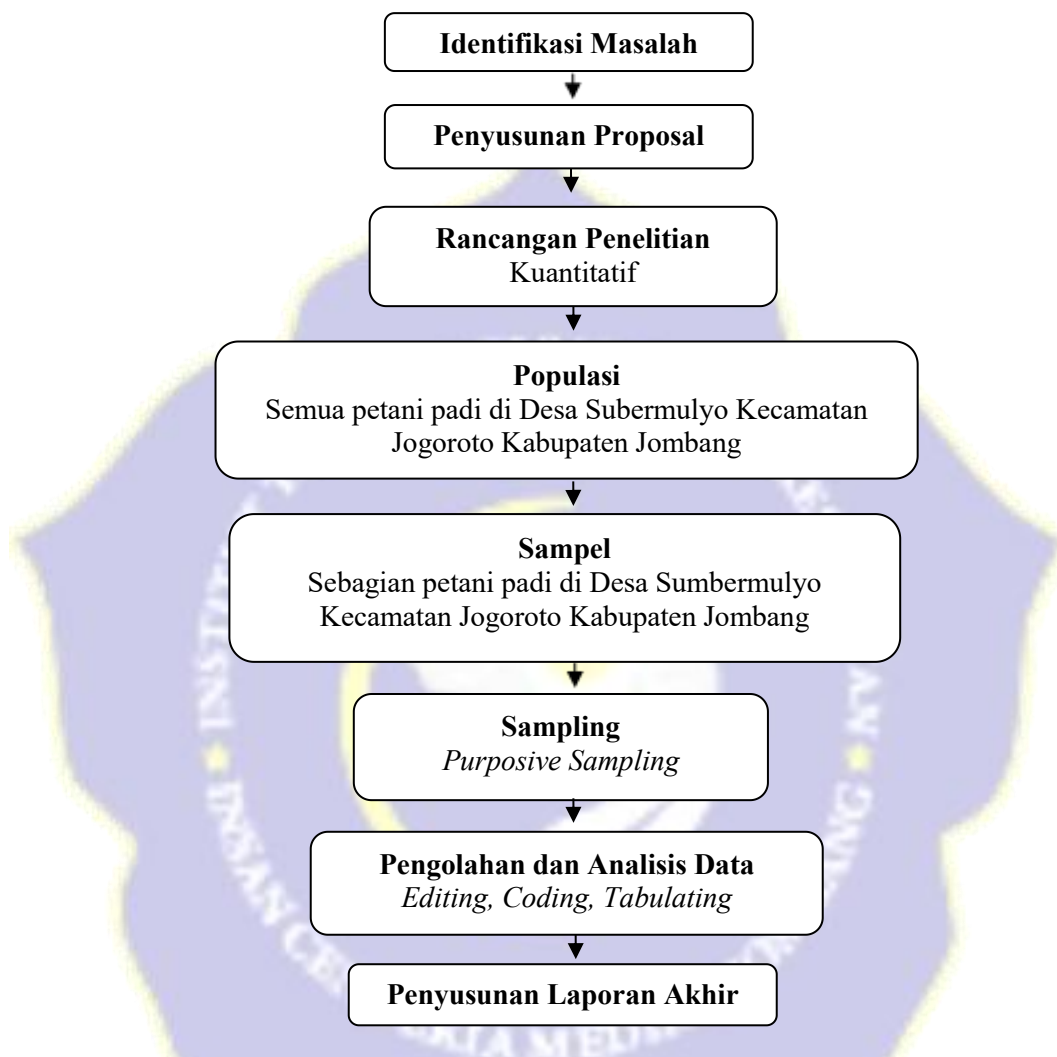 Identifikasi Masalah
Penyusunan Proposal
Rancangan Penelitian
Kuantitatif
Populasi
Semua petani padi di Desa Subermulyo Kecamatan
Jogoroto Kabupaten Jombang
Sampel
Sebagian petani padi di Desa Sumbermulyo
Kecamatan Jogoroto Kabupaten Jombang
Sampling
Purposive Sampling
Pengolahan dan Analisis Data
Editing, Coding, Tabulating
Penyusunan Laporan Akhir
INSAN